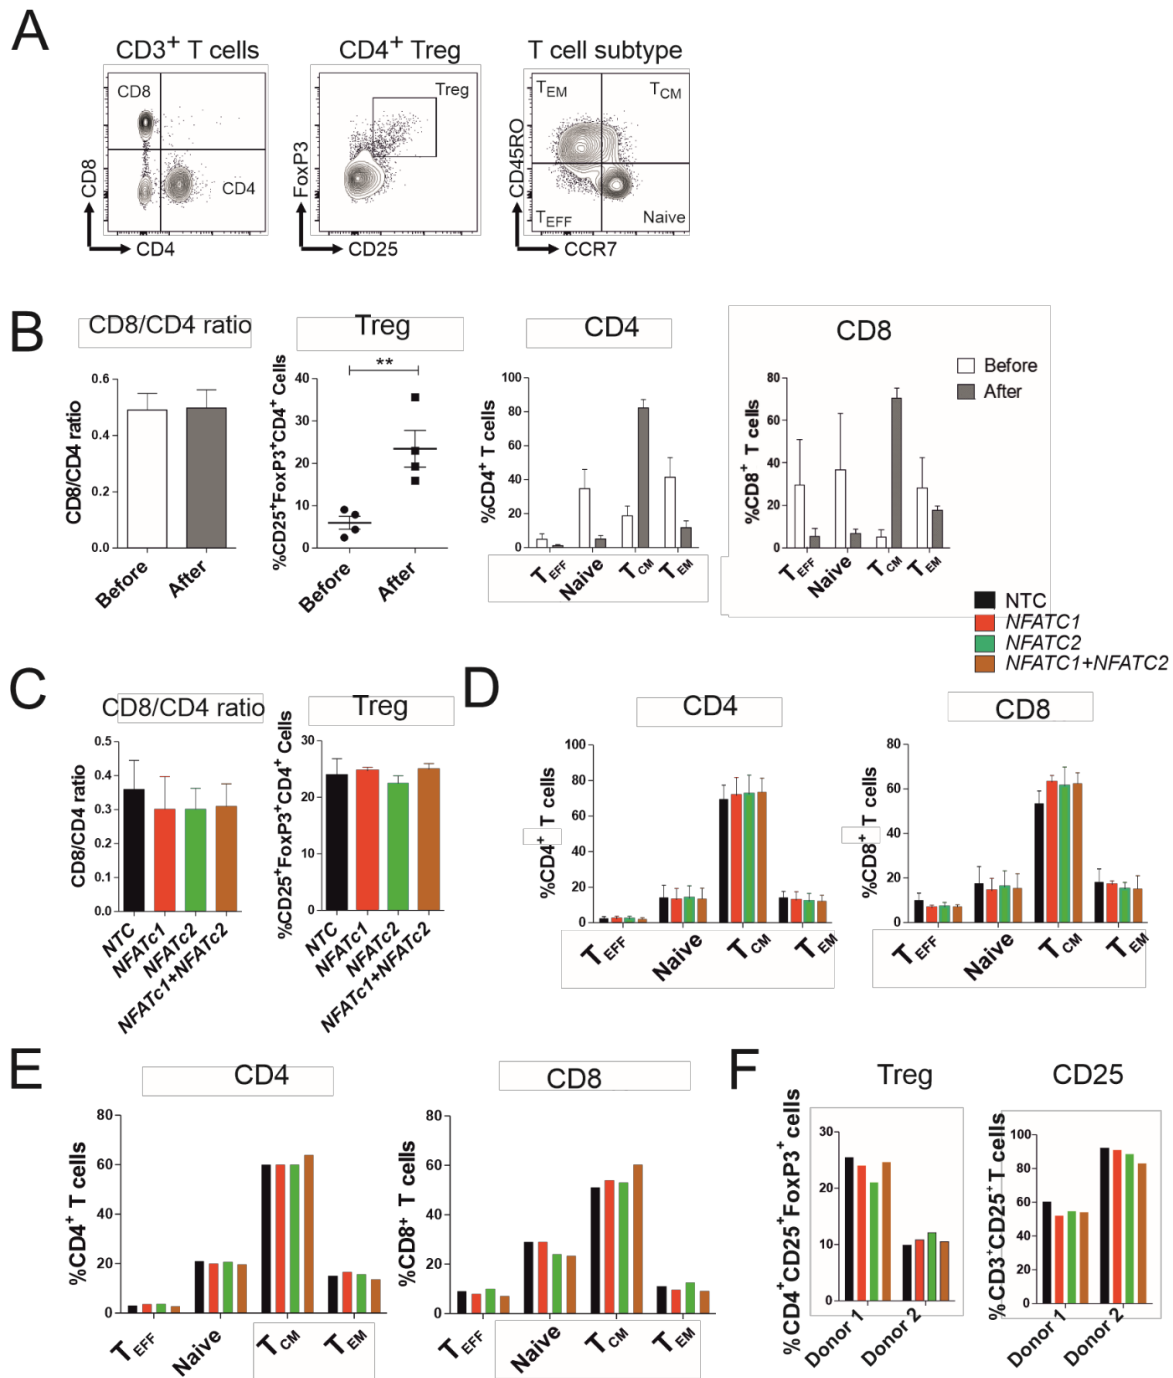 A
CD3+ T cells
CD4+ Treg
T cell subtype
CD8
CD4
CD8
CD4
Treg
FoxP3
CD25
TEM
TCM
TEFF
Naive
CD45RO
CCR7
B
CD8/CD4 ratio
Treg
CD4
CD8
0.6
0.4
0.2
0.0
CD8/CD4 ratio
Before
After
**
40
30
20
10
0
%CD25+FoxP3+CD4+ Cells
Before
After
100
80
60
40
20
0
%CD4+ T cells
TEFF
Naive
TCM
TEM
80
60
40
20
0
%CD8+ T cells
TEFF
Naive
TCM
TEM
Before
After
NTC
NFATC1
NFATC2
NFATC1+NFATC2
C
CD8/CD4 ratio
Treg
0.5
0.4
0.3
0.2
0.1
0.0
CD8/CD4 ratio
NTC
NFATc1
NFATc2
NFATc1+NFATc2
30
20
10
0
%CD25+FoxP3+CD4+ Cells
NTC
NFATc1
NFATc2
NFATc1+NFATc2
D
CD4
CD8
100
80
60
40
20
0
%CD4+ T cells
TEFF
Naive
TCM
TEM
80
60
40
20
0
%CD8+ T cells
TEFF
Naive
TCM
TEM
E
CD4
CD8
80
60
40
20
0
%CD4+ T cells
TEFF
Naive
TCM
TEM
80
60
40
20
0
%CD8+ T cells
TEFF
Naive
TCM
TEM
F
Treg
CD25
30
20
10
0
%CD4+CD25+FoxP3+ cells
Donor 1
Donor 2
100
80
60
40
20
0
%CD3+CD25+ T cells
Donor 1
Donor 2